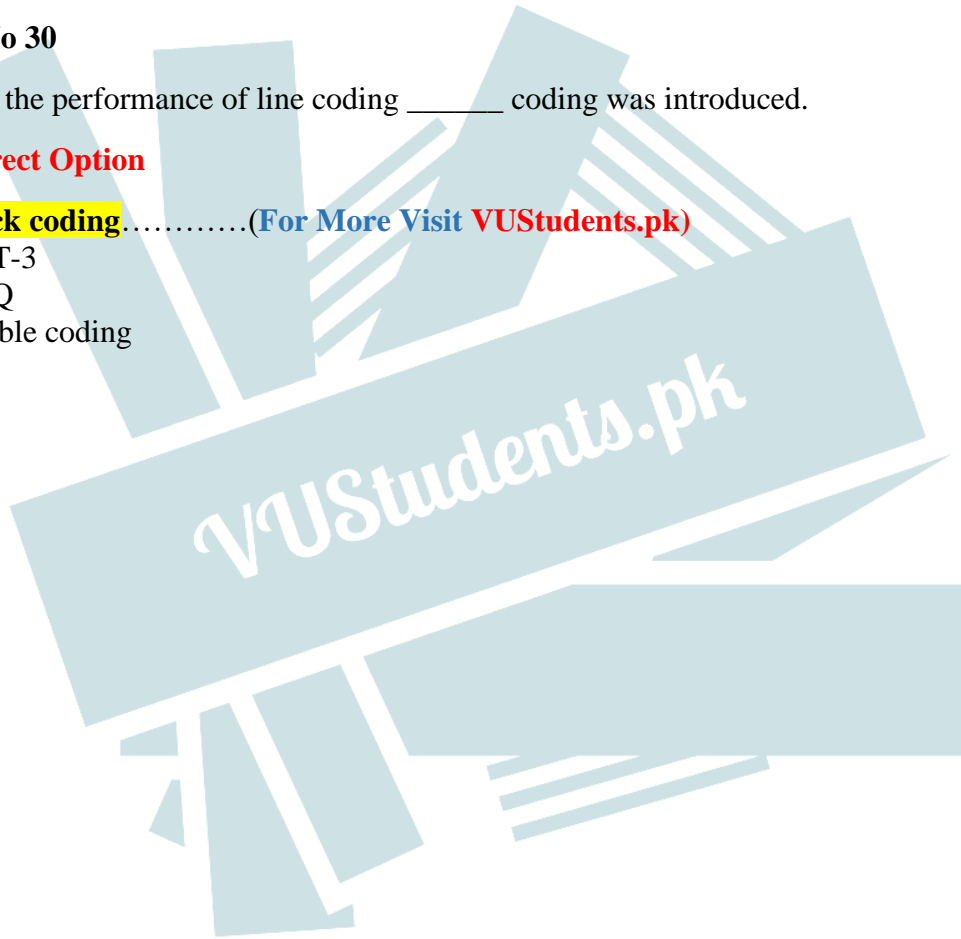 o 30
the performance of line coding ______ coding was introduced.
rect Option
ck coding…………(For More Visit VUStudents.pk)
T-3
Q
ble coding
VUStudents.pk